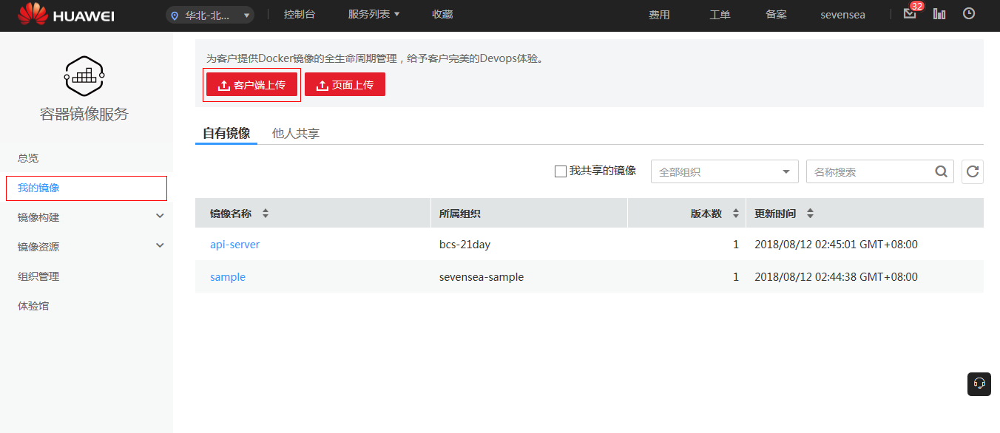 HUAWEI 华北-北... 控制台 服务列表 收藏 费用 工单 备案 sevensea 32
容器镜像服务
总览
我的镜像
镜像构建
镜像资源
组织管理
体验馆
为客户提供Docker镜像的全生命周期管理，给予客户完美的Devops体验。
客户端上传 页面上传
自有镜像 他人共享
我共享的镜像 全部组织 名称搜索
镜像名称 所属组织 版本数 更新时间
api-server bcs-21day 1 2018/08/12 02:45:01 GMT+08:00
sample sevensea-sample 1 2018/08/12 02:44:38 GMT+08:00